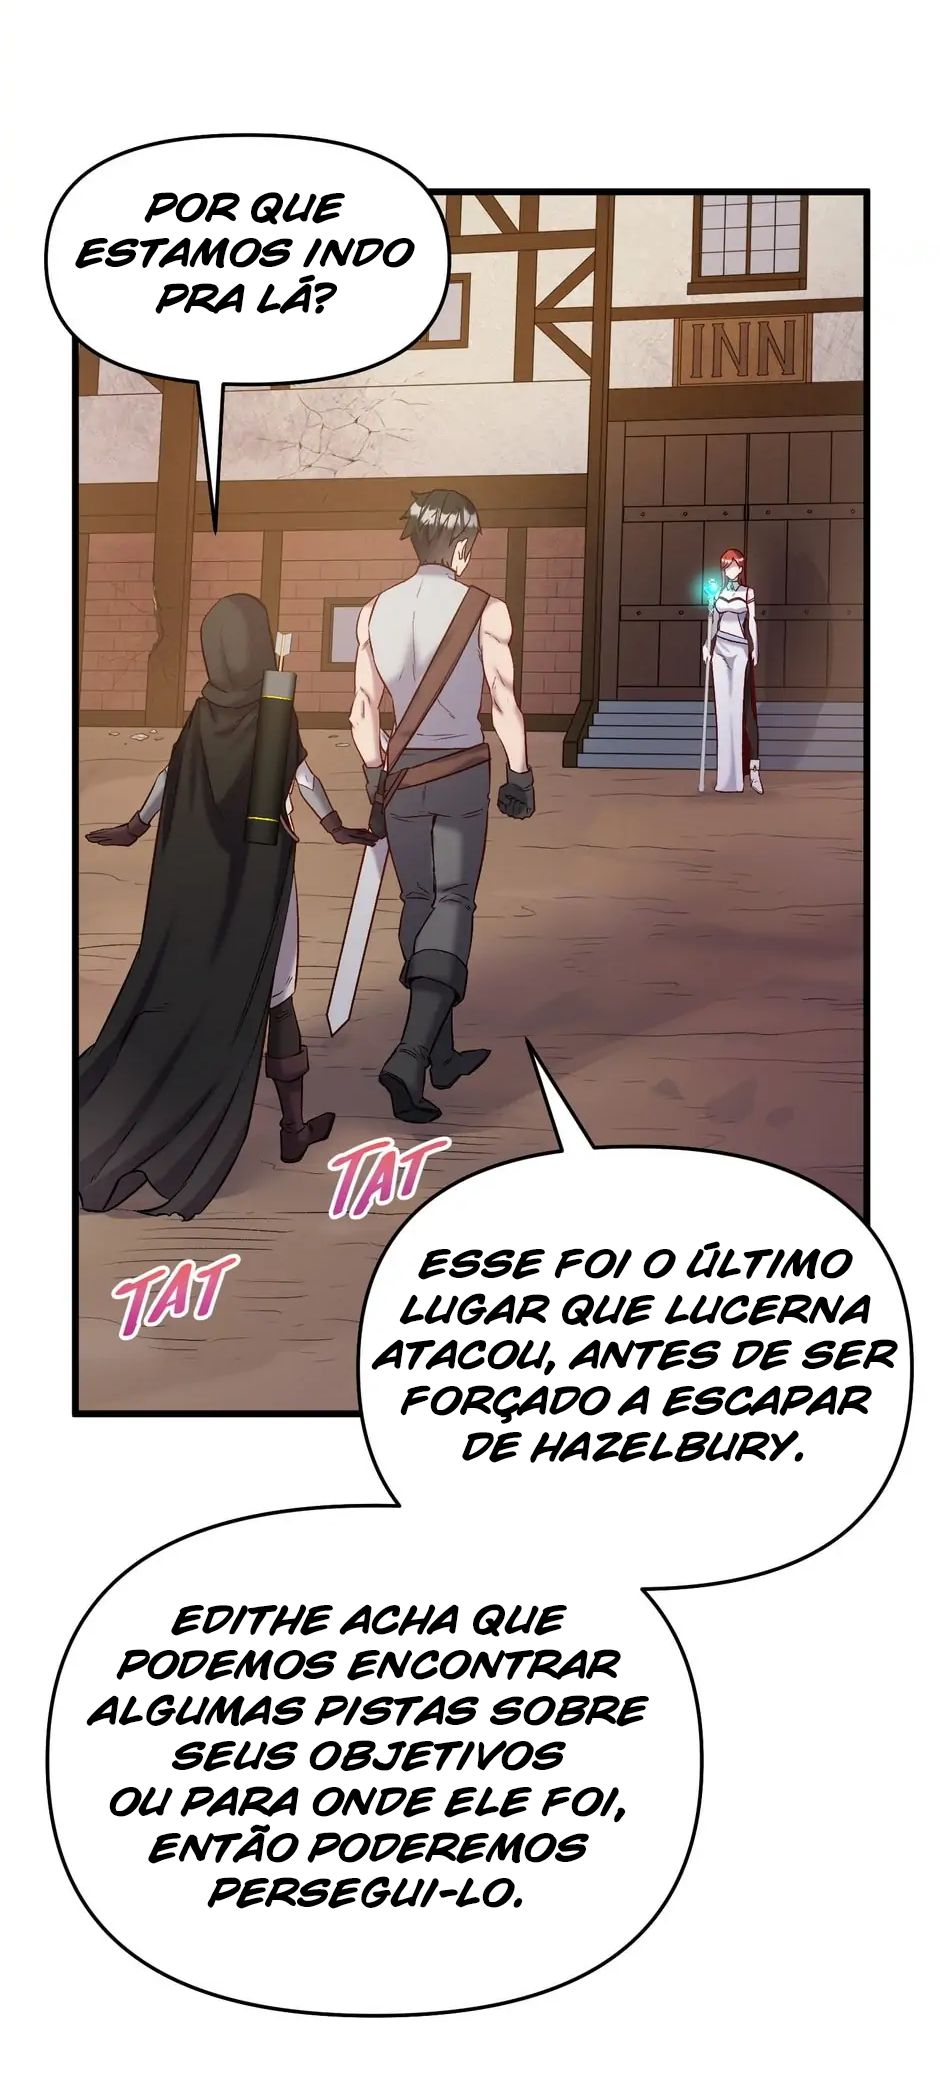 POR QUE
ESTAMOS INDO
PRA LÁ?
INN
TAT
TAT
ESSE FOI O ÚLTIMO
LUGAR QUE LUCERNA
ATACOU, ANTES DE SER
FORÇADO A ESCAPAR
DE HAZELBURY.
EDITHE ACHA QUE
PODEMOS ENCONTRAR
ALGUMAS PISTAS SOBRE
SEUS OBJETIVOS
OU PARA ONDE ELE FOI,
ENTÃO PODEREMOS
PERSEGUI-LO.